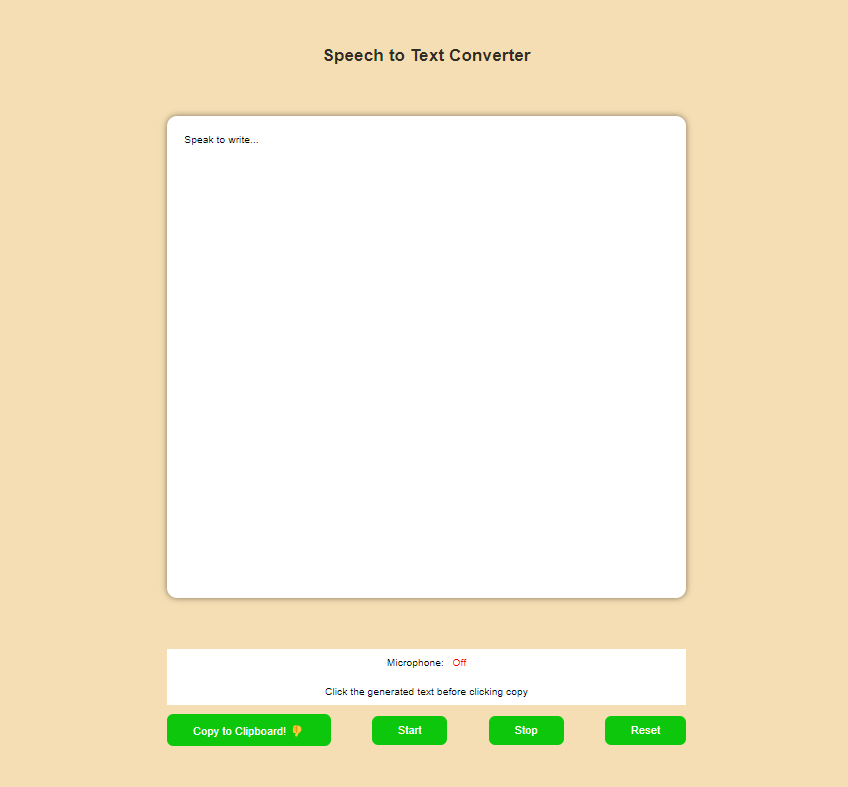 Speech to Text Converter
Speak to write...
Microphone: Off
Click the generated text before clicking copy
Copy to Clipboard! 👎 Start Stop Reset